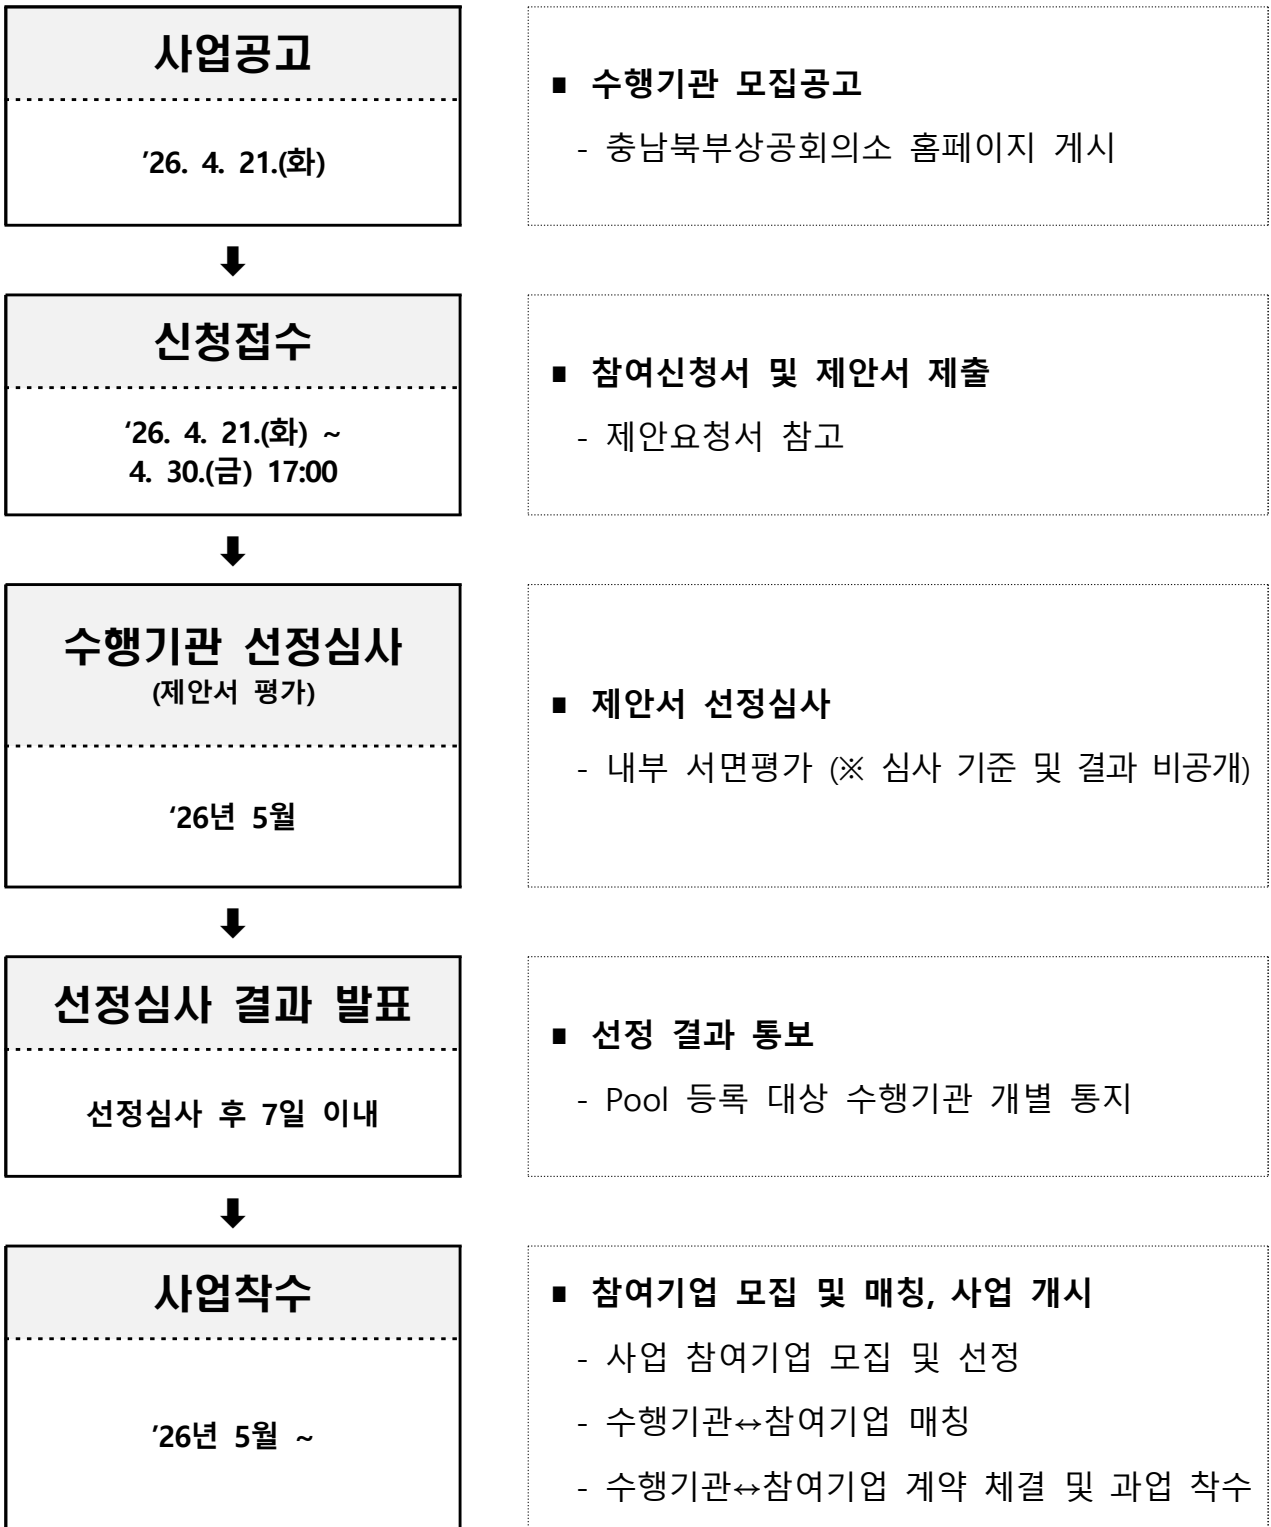 사업공고
'26. 4. 21.(화)
■ 수행기관 모집공고
- 충남북부상공회의소 홈페이지 게시
신청접수
‘26. 4. 21.(화) ~
4. 30.(금) 17:00
■ 참여신청서 및 제안서 제출
- 제안요청서 참고
수행기관 선정심사
(제안서 평가)
‘26년 5월
■ 제안서 선정심사
- 내부 서면평가 (※ 심사 기준 및 결과 비공개)
선정심사 결과 발표
선정심사 후 7일 이내
■ 선정 결과 통보
- Pool 등록 대상 수행기관 개별 통지
사업착수
'26년 5월 ~
■ 참여기업 모집 및 매칭, 사업 개시
- 사업 참여기업 모집 및 선정
- 수행기관↔참여기업 매칭
- 수행기관↔참여기업 계약 체결 및 과업 착수